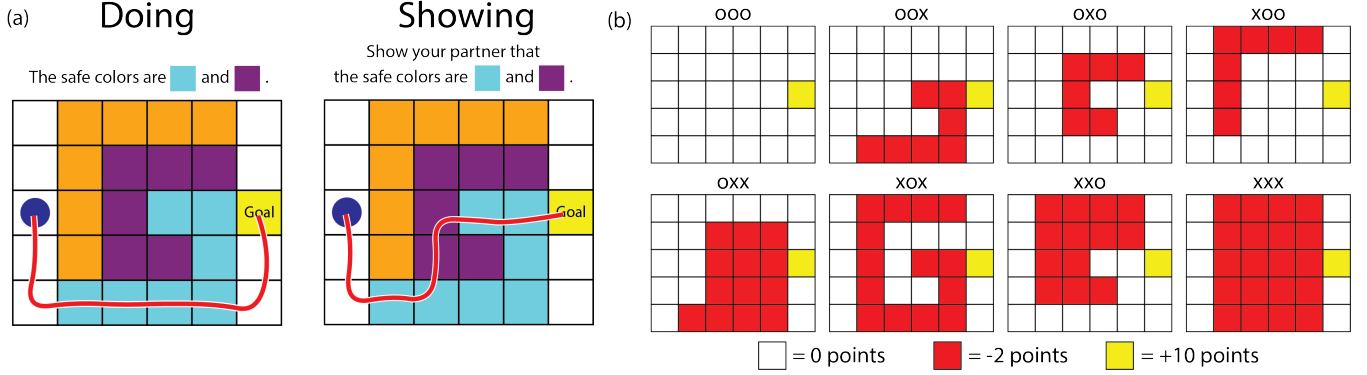 (a)
Doing
The safe colors are and .
Goal
Showing
Show your partner that
the safe colors are and .
Goal
(b)
OOO
OOX
OXO
XOO
OXX
XOX
XXO
XXX
= 0 points
= -2 points
= +10 points